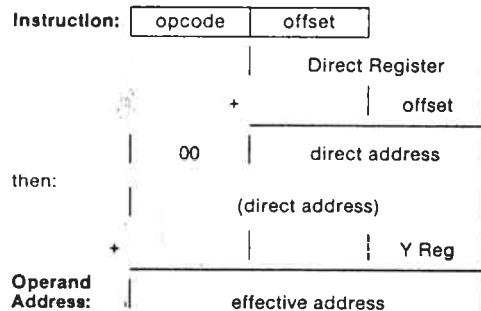 Instruction: opcode offset
Direct Register
+ offset
00 direct address
then:
(direct address)
+ Y Reg
Operand
Address: effective address